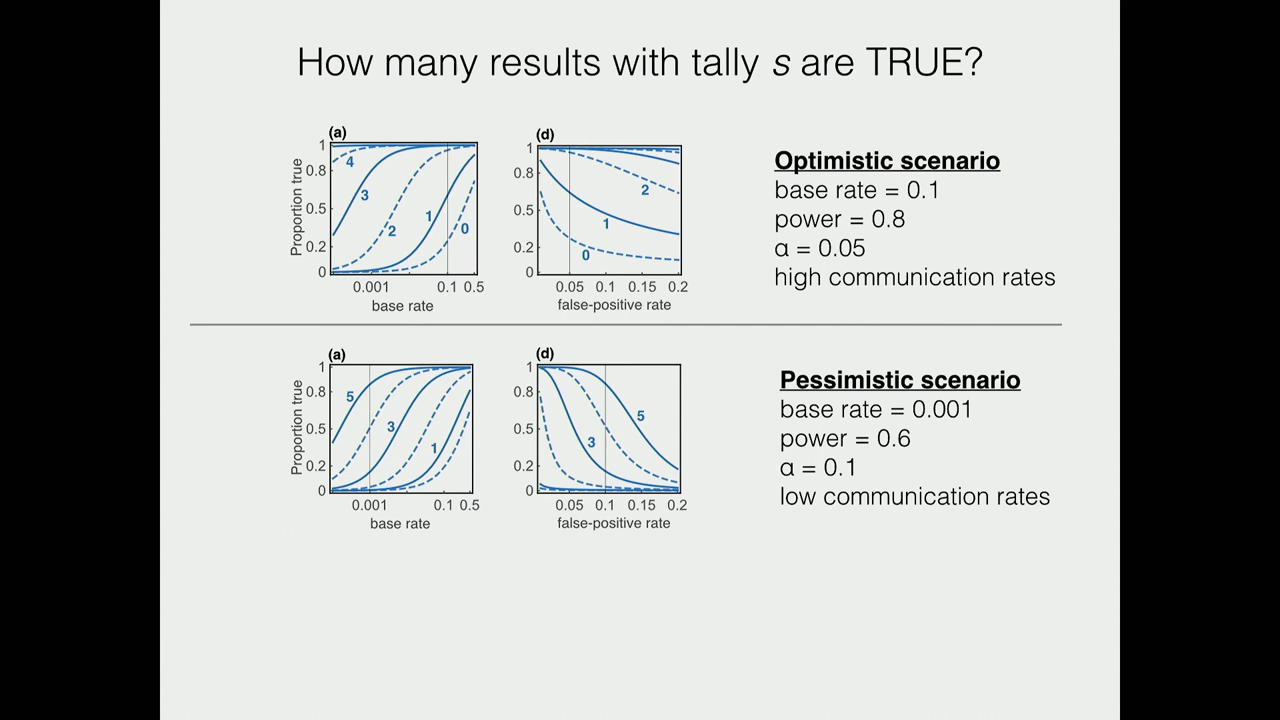 How many results with tally s are TRUE?
(a)
Proportion true
1
0.8
0.5
0.2
0
4
3
2
1
0
0.001
0.1 0.5
base rate
(d)
1
0.8
0.5
0.2
0
2
1
0
0.05 0.1 0.15 0.2
false-positive rate
Optimistic scenario
base rate = 0.1
power = 0.8
α = 0.05
high communication rates
(a)
Proportion true
1
0.8
0.5
0.2
0
5
3
1
0.001
0.1 0.5
base rate
(d)
1
0.8
0.5
0.2
0
5
3
0.05 0.1 0.15 0.2
false-positive rate
Pessimistic scenario
base rate = 0.001
power = 0.6
α = 0.1
low communication rates